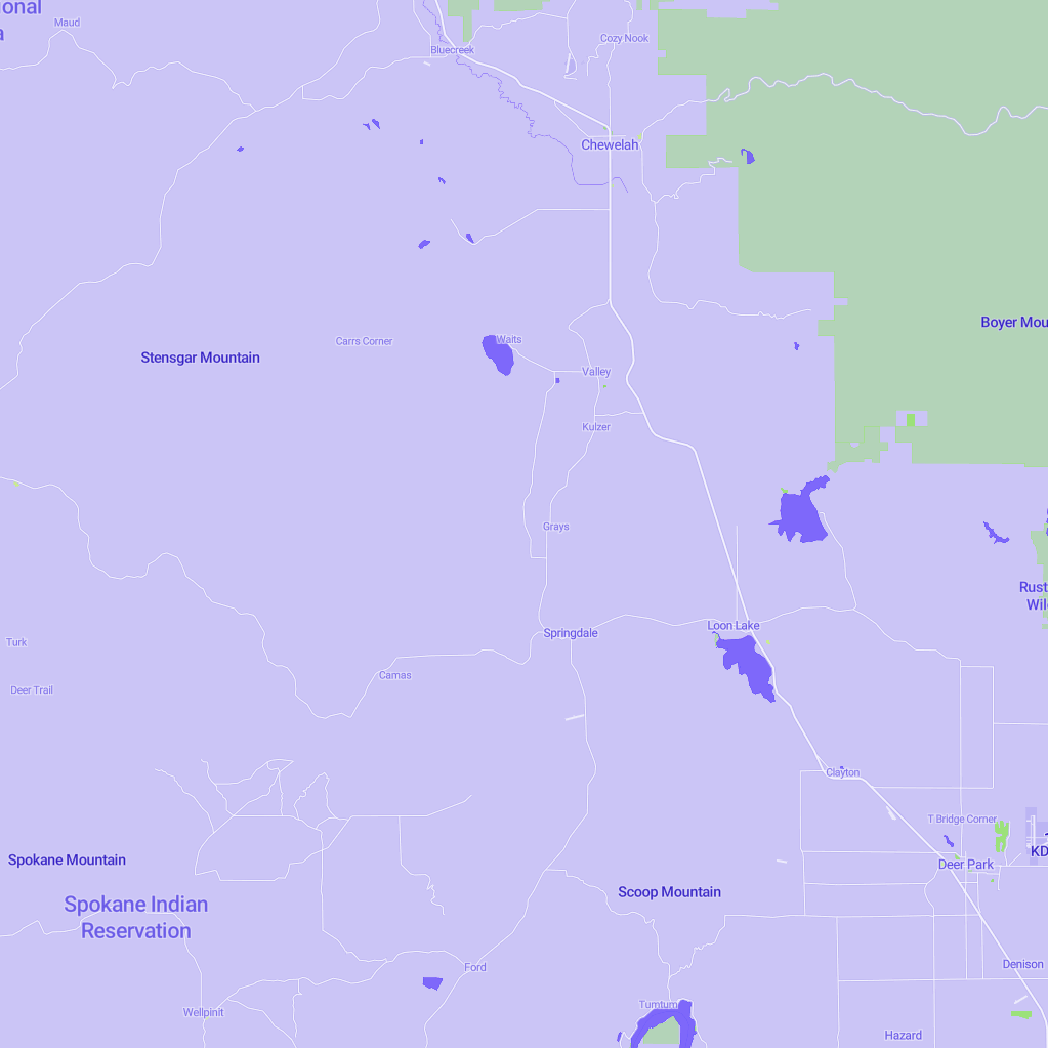 onal
a
Maud
Bluecreek
Cozy Nook
Chewelah
Boyer Mou
Stensgar Mountain
Carrs Corner
Waits
Valley
Kulzer
Grays
Rust
Wil
Turk
Springdale
Loon Lake
Deer Trail
Camas
Clayton
T Bridge Corner
KD
Spokane Mountain
Deer Park
Scoop Mountain
Spokane Indian
Reservation
Ford
Denison
Wellpinit
Tumtum
Hazard